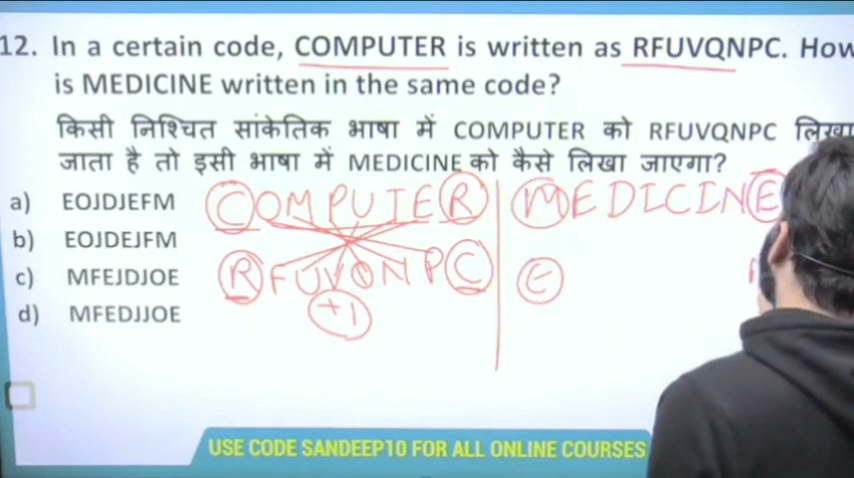 12. In a certain code, COMPUTER is written as RFUVQNPC. How
is MEDICINE written in the same code?
किसी निश्चित सांकेतिक भाषा में COMPUTER को RFUVQNPC लिखा
जाता है तो इसी भाषा में MEDICINE को कैसे लिखा जाएगा?
a) EOJDJEFM
b) EOJDEJFM
c) MFEJDJOE
d) MFEDJJOE
COMPUTER
RFUVQNPC
+1
MEDICINE
E
USE CODE SANDEEP10 FOR ALL ONLINE COURSES